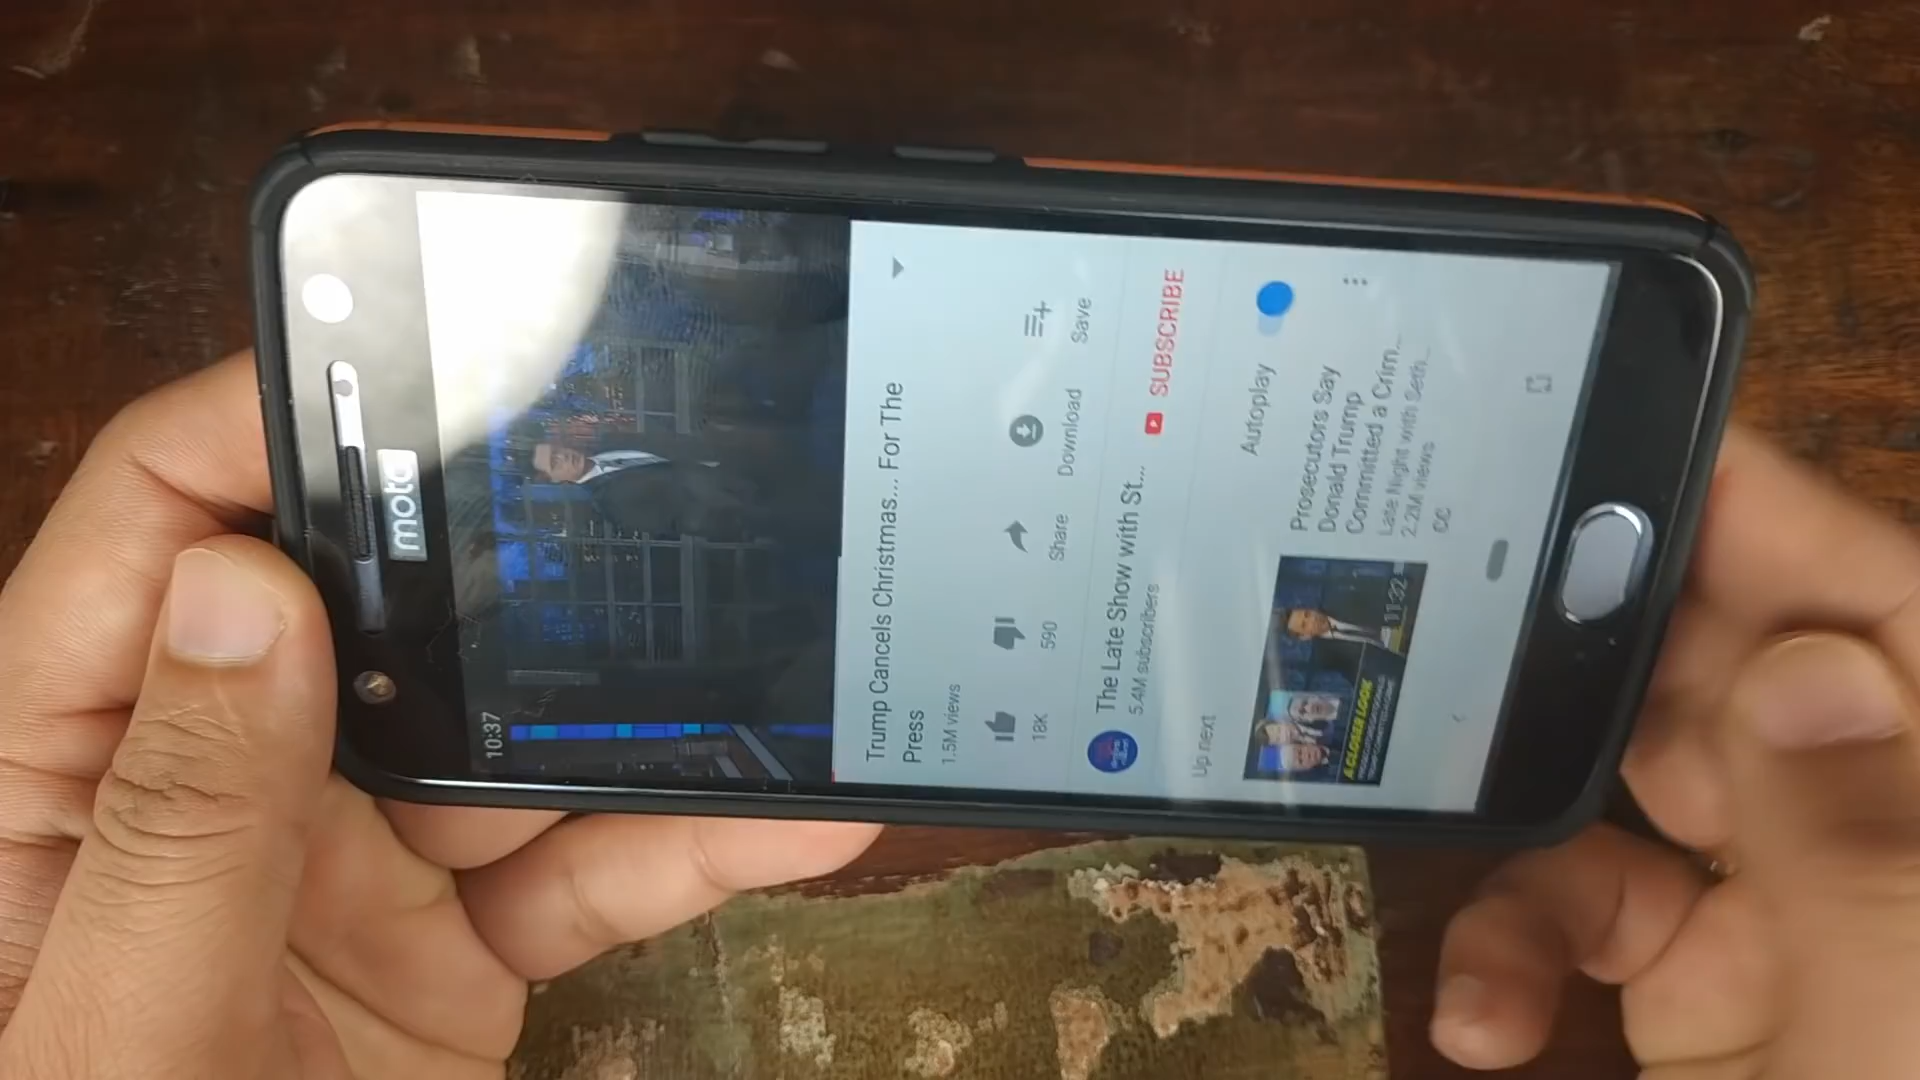 moto
10:37
Trump Cancels Christmas... For The
Press
1.5M views
18K
590
Share
Download
Save
The Late Show with St...
5.4M subscribers
SUBSCRIBE
Up next
Autoplay
Prosecutors Say
Donald Trump
Committed a Crim...
Late Night with Seth...
2.2M views
CC
A CLOSER LOOK
11:32